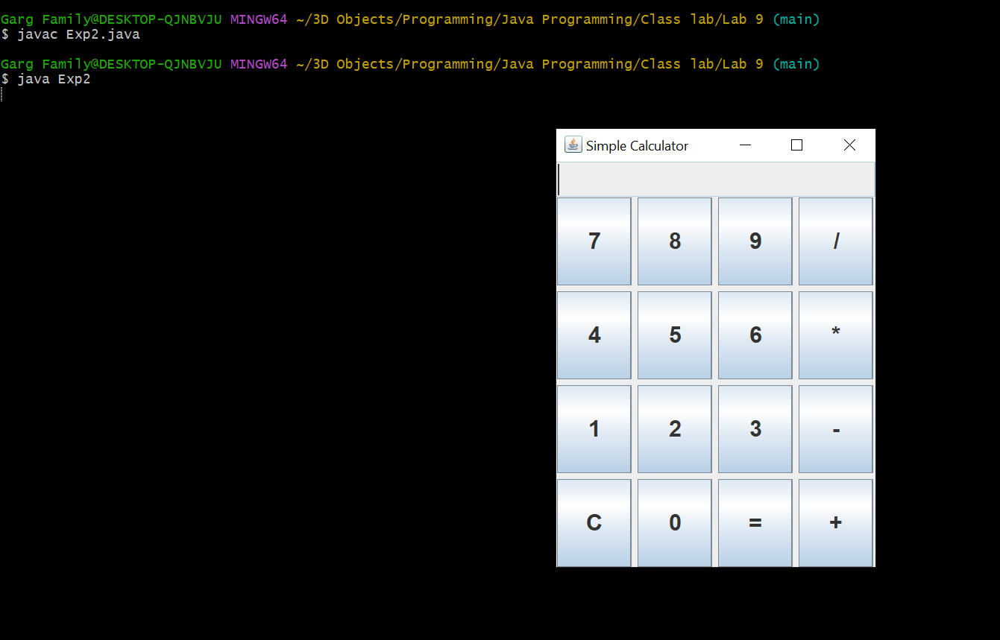 Garg Family@DESKTOP-QJNBVJU MINGW64 ~/3D Objects/Programming/Java Programming/Class lab/Lab 9 (main)
$ javac Exp2.java
Garg Family@DESKTOP-QJNBVJU MINGW64 ~/3D Objects/Programming/Java Programming/Class lab/Lab 9 (main)
$ java Exp2
Simple Calculator
7 8 9 /
4 5 6 *
1 2 3 -
C 0 = +